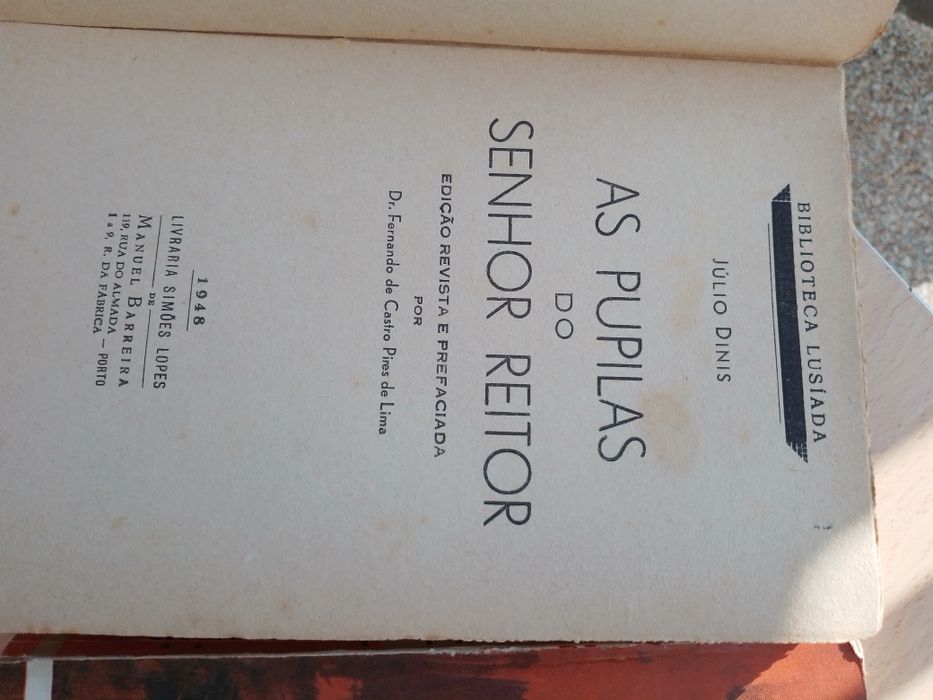 BIBLIOTECA LUSÍADA
JÚLIO DINIS
AS PUPILAS
DO
SENHOR REITOR
EDIÇÃO REVISTA E PREFACIADA
POR
Dr. Fernando de Castro Pires de Lima
1948
LIVRARIA SIMÕES LOPES
DE
MANUEL BARREIRA
119, RUA DO ALMADA
1 a 9, R. DA FÁBRICA — PORTO